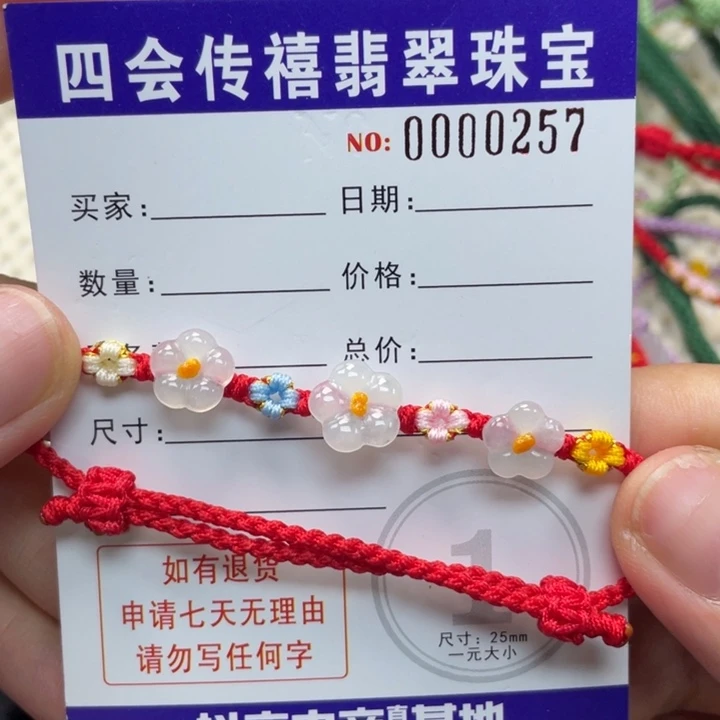 四会传禧翡翠珠宝
NO: 0000257
买家: 日期:
数量: 价格:
总价:
尺寸:
1
尺寸: 25mm
一元大小
如有退货
申请七天无理由
请勿写任何字
基地